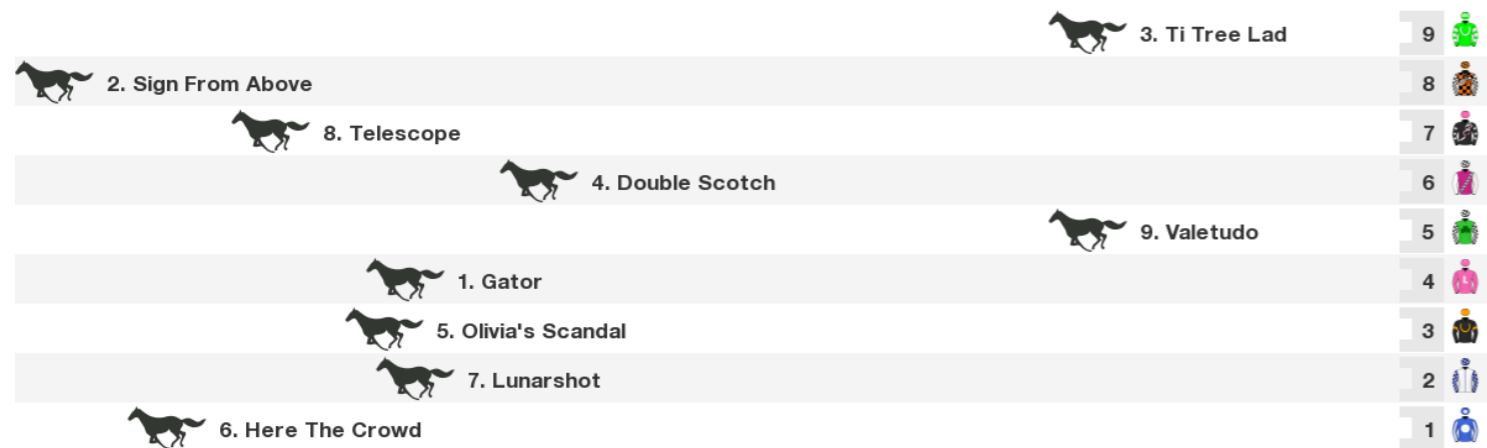 3. Ti Tree Lad 9
2. Sign From Above 8
8. Telescope 7
4. Double Scotch 6
9. Valetudo 5
1. Gator 4
L
5. Olivia's Scandal 3
7. Lunarshot 2
6. Here The Crowd 1